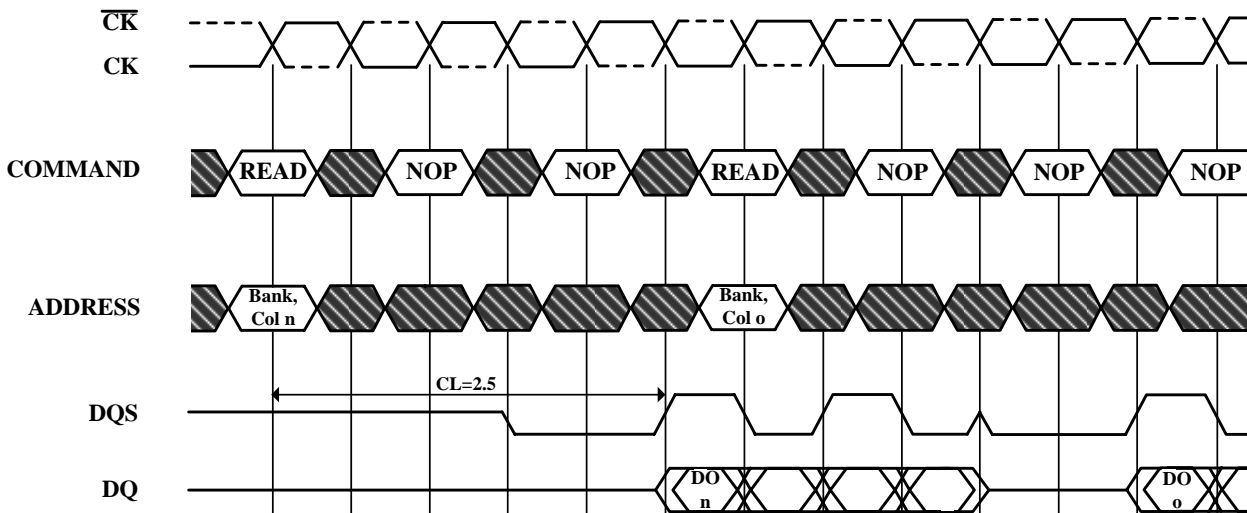 CK
CK
COMMAND READ NOP NOP READ NOP NOP NOP
ADDRESS Bank, Col n Bank, Col o
CL=2.5
DQS
DQ DO n DO o